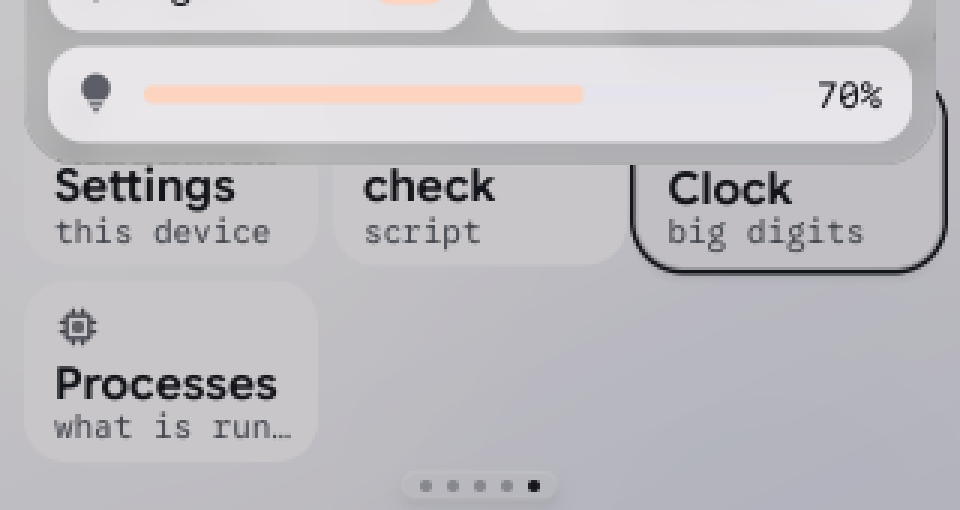 70%
Settings
this device
check
script
Clock
big digits
Processes
what is run…